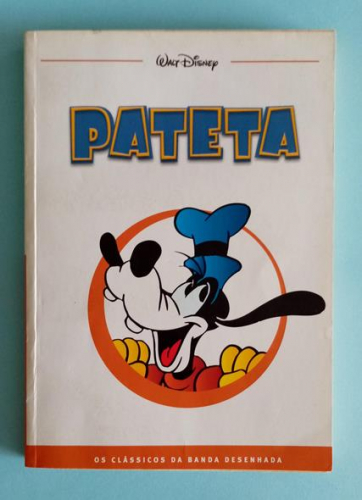 Walt Disney
PATETA
OS CLÁSSICOS DA BANDA DESENHADA